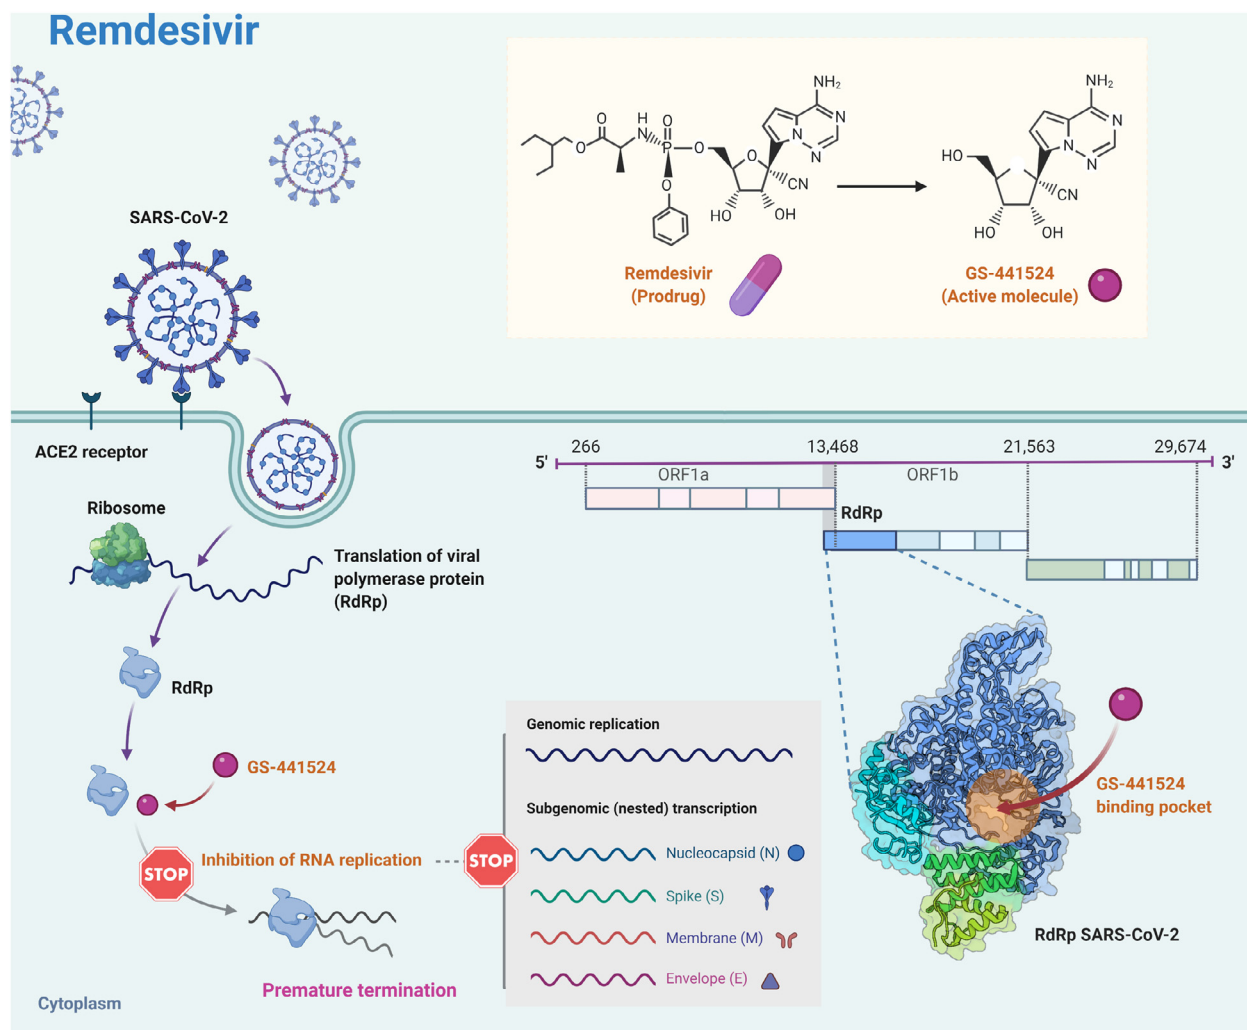 Remdesivir
NH₂
N
N
N
O
O
H
N
O
P
O
O
O
CN
HO
OH
NH₂
N
N
N
HO
CN
HO
OH
Remdesivir
(Prodrug)
GS-441524
(Active molecule)
SARS-CoV-2
ACE2 receptor
266
13,468
21,563
29,674
5'
3'
ORF1a
ORF1b
RdRp
Ribosome
Translation of viral
polymerase protein
(RdRp)
RdRp
GS-441524
STOP
Inhibition of RNA replication
STOP
Premature termination
Cytoplasm
Genomic replication
Subgenomic (nested) transcription
Nucleocapsid (N)
Spike (S)
Membrane (M)
Envelope (E)
GS-441524
binding pocket
RdRp SARS-CoV-2